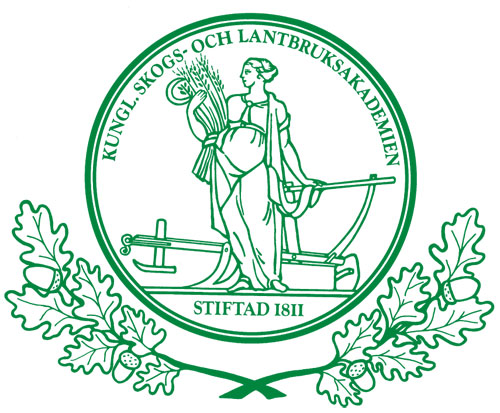 KUNGL. SKOGS- OCH LANTBRUKSAKADEMIEN
STIFTAD 1811